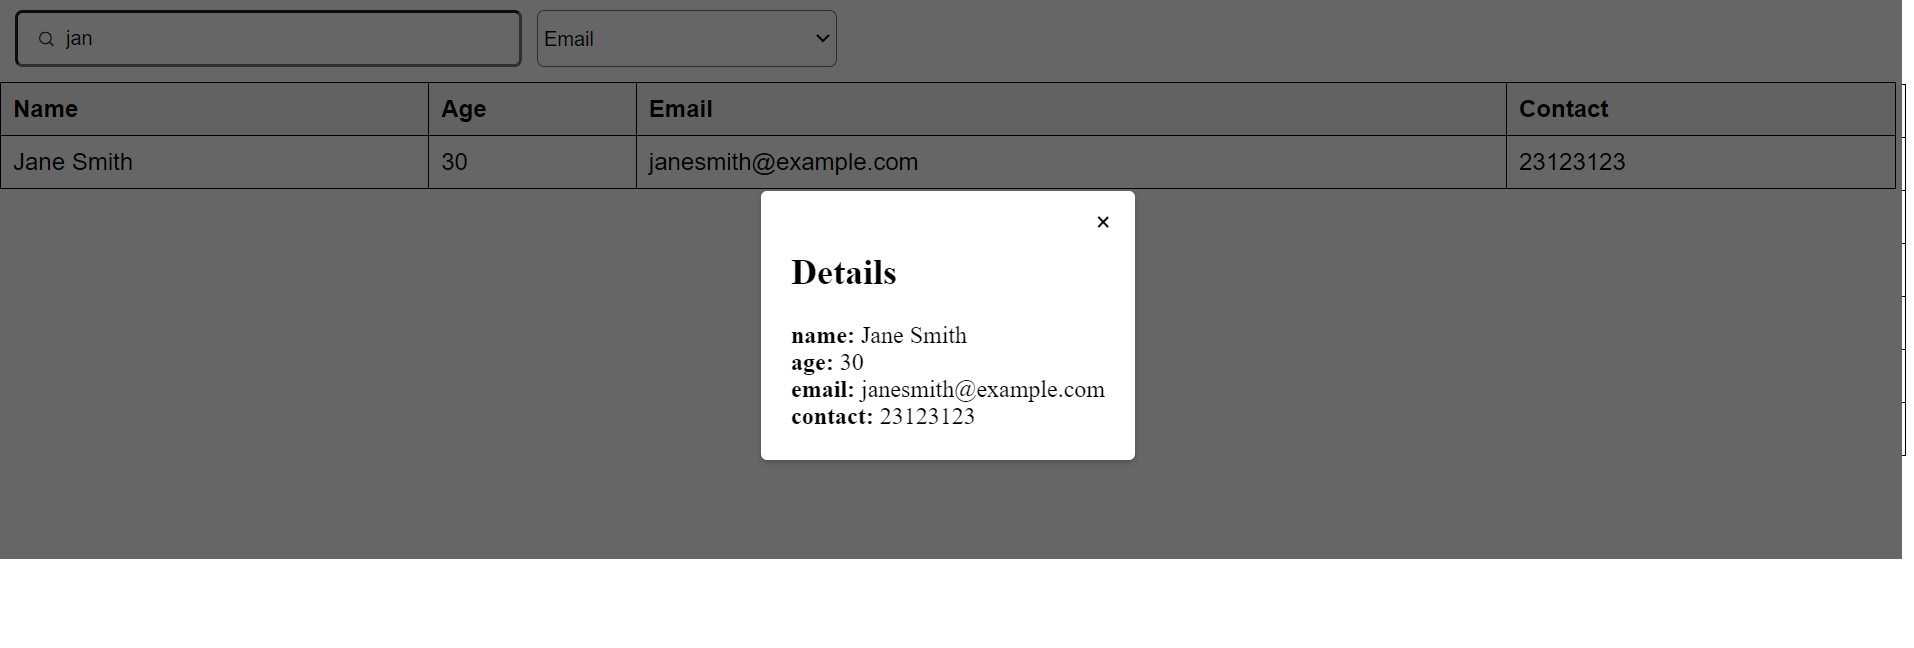 jan
Email
Name Age Email Contact
Jane Smith 30 janesmith@example.com 23123123
×
Details
name: Jane Smith
age: 30
email: janesmith@example.com
contact: 23123123